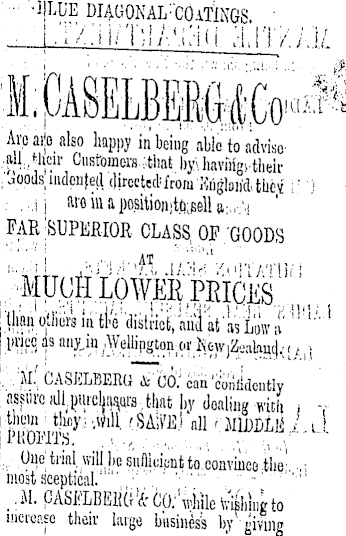 BLUE DIAGONAL COATINGS.
M. CASELBERG & Co
Are are also happy in being able to advise
all their Customers that by having their
Goods indented directed from England they
are in a position to sell a
FAR SUPERIOR CLASS OF GOODS
AT
MUCH LOWER PRICES
than others in the district, and at as Low a
price as any in Wellington or New Zealand.
M. CASELBERG & CO. can confidently
assure all purchasers that by dealing with
them they will SAVE all MIDDLE
PROFITS.
One trial will be sufficient to convince the
most sceptical.
M. CASELBERG & CO. while wishing to
increase their large business by giving